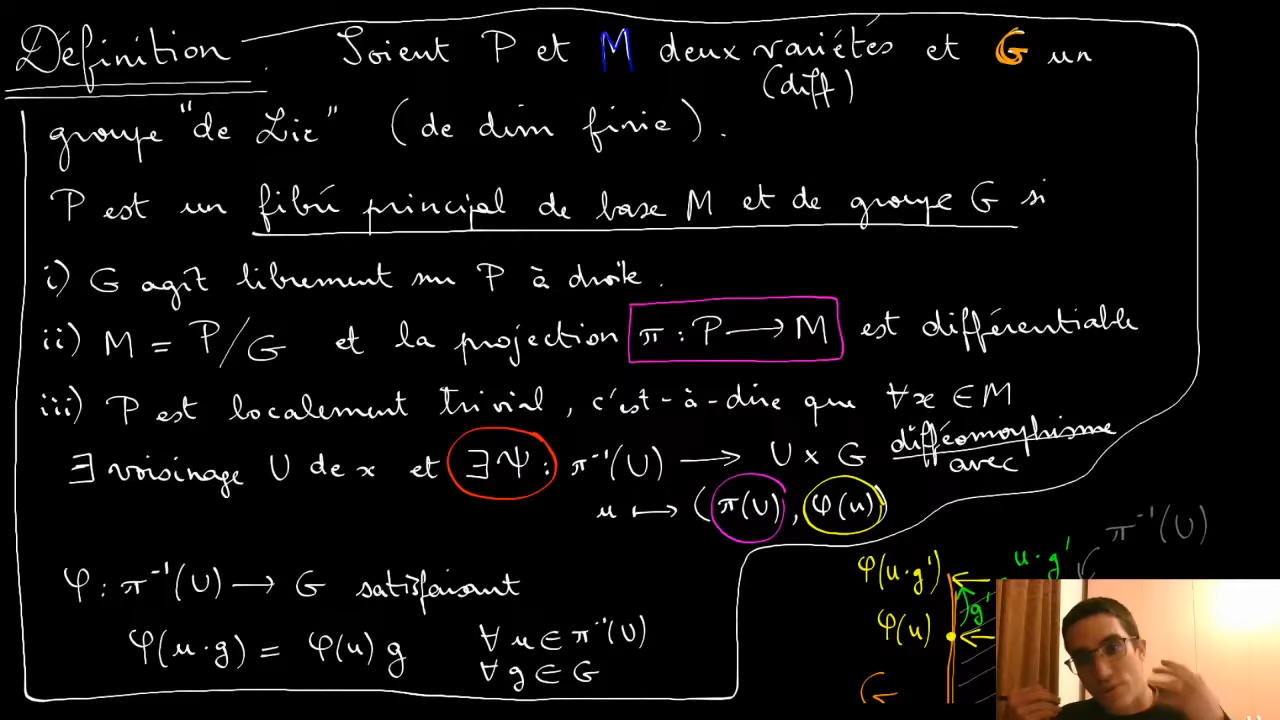 Définition. Soient P et M deux variétés et G un
(diff)
groupe "de Lie" (de dim finie).
P est un fibré principal de base M et de groupe G si
i) G agît librement sur P à droite.
ii) M = P/G et la projection π : P ⟶ M est différentiable
iii) P est localement trivial, c'est-à-dire que ∀x ∈ M
∃ voisinage U de x et ∃Ψ : π⁻¹(U) ⟶ U × G difféomorphisme
avec
u ⟼ (π(U), φ(u))
φ : π⁻¹(U) ⟶ G satisfaisant
φ(u·g) = φ(u) g ∀ u ∈ π⁻¹(U)
∀ g ∈ G
π⁻¹(U)
φ(u·g') u·g'
g'
φ(u)
G